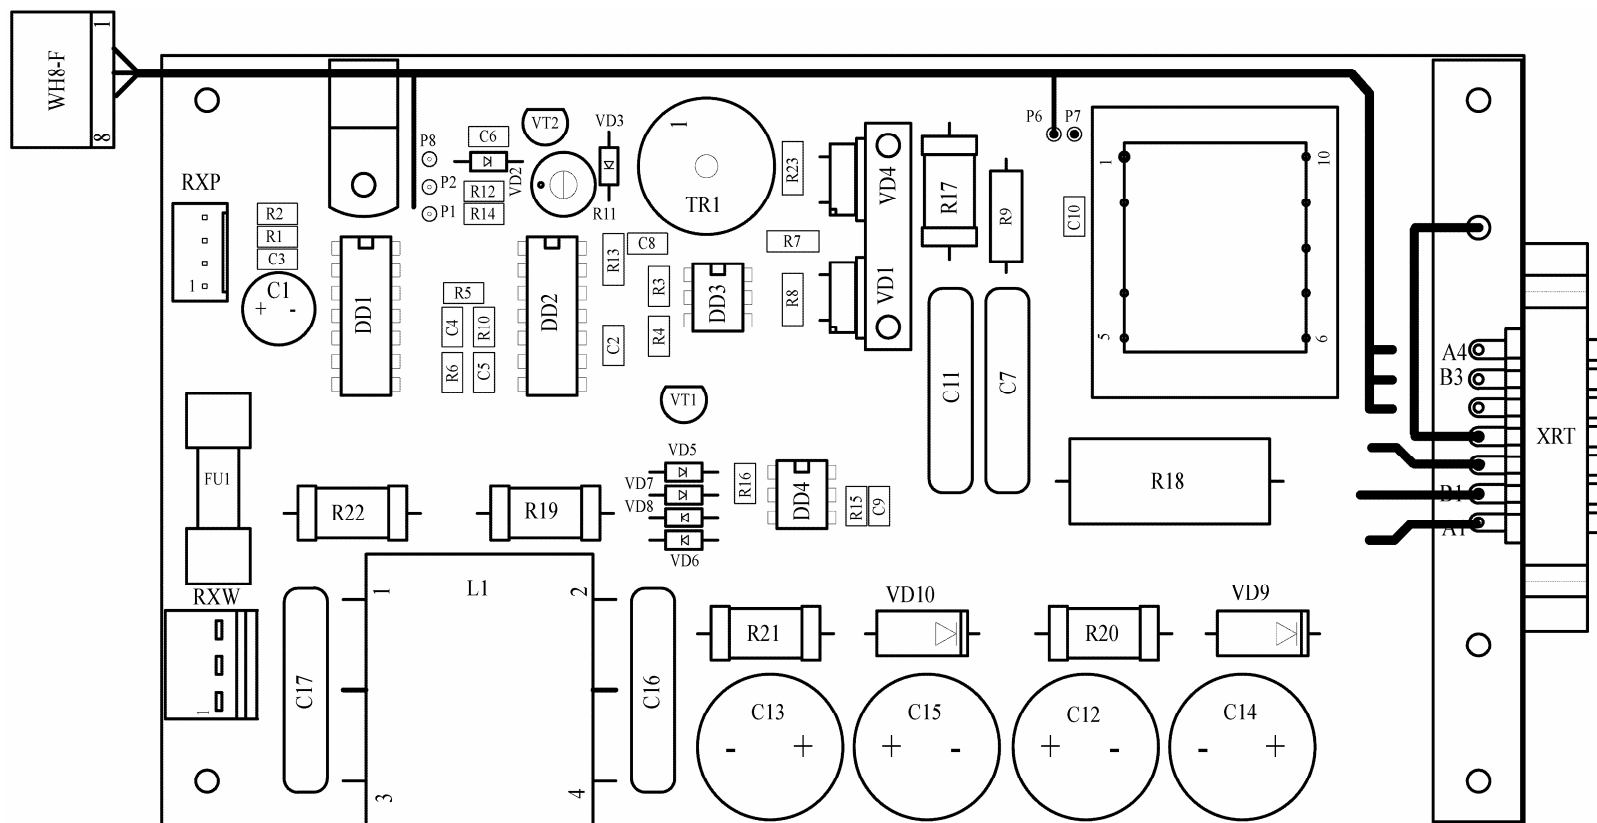 WH8-F
1
8
RXP
1
R2
R1
C3
C1
+ -
P8
P2
P1
C6
VD2
R12
R14
VT2
VD3
R11
TR1
1
R23
VD4
R17
R9
P6
P7
C10
1
10
5
6
DD1
R5
C4
R10
R6
C5
DD2
R13
C8
R3
R4
C2
DD3
R7
R8
VD1
C11
C7
VT1
A4
B3
B1
A1
XRT
FU1
R22
R19
VD5
VD7
VD8
VD6
R16
DD4
R15
C9
R18
RXW
1
C17
L1
1
2
3
4
C16
R21
VD10
R20
VD9
C13
- +
C15
+ -
C12
+ -
C14
- +